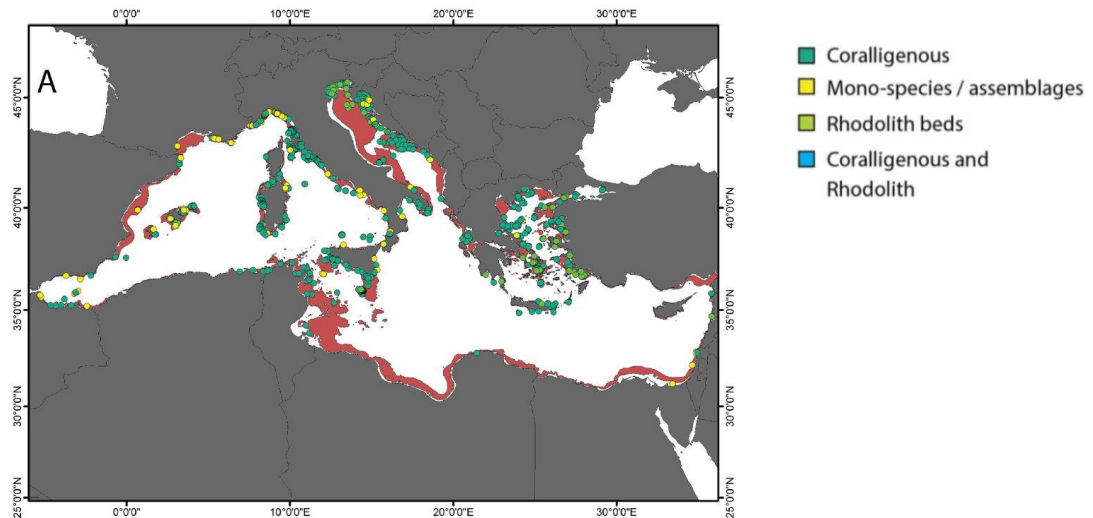 0°0'0" 10°0'0"E 20°0'0"E 30°0'0"E
A
45°0'0"N 45°0'0"N
40°0'0"N 40°0'0"N
35°0'0"N 35°0'0"N
30°0'0"N 30°0'0"N
25°0'0"N 25°0'0"N
0°0'0" 10°0'0"E 20°0'0"E 30°0'0"E
Coralligenous
Mono-species / assemblages
Rhodolith beds
Coralligenous and
Rhodolith